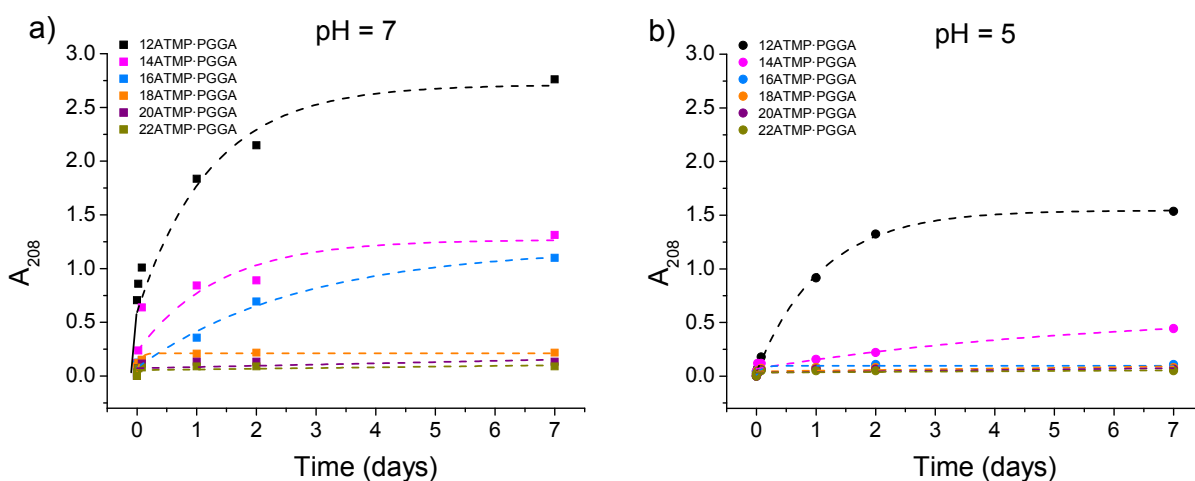 a)
pH = 7
12ATMP·PGGA
14ATMP·PGGA
16ATMP·PGGA
18ATMP·PGGA
20ATMP·PGGA
22ATMP·PGGA
3.0
2.5
2.0
1.5
1.0
0.5
0.0
A208
0 1 2 3 4 5 6 7
Time (days)
b)
pH = 5
12ATMP·PGGA
14ATMP·PGGA
16ATMP·PGGA
18ATMP·PGGA
20ATMP·PGGA
22ATMP·PGGA
3.0
2.5
2.0
1.5
1.0
0.5
0.0
A208
0 1 2 3 4 5 6 7
Time (days)